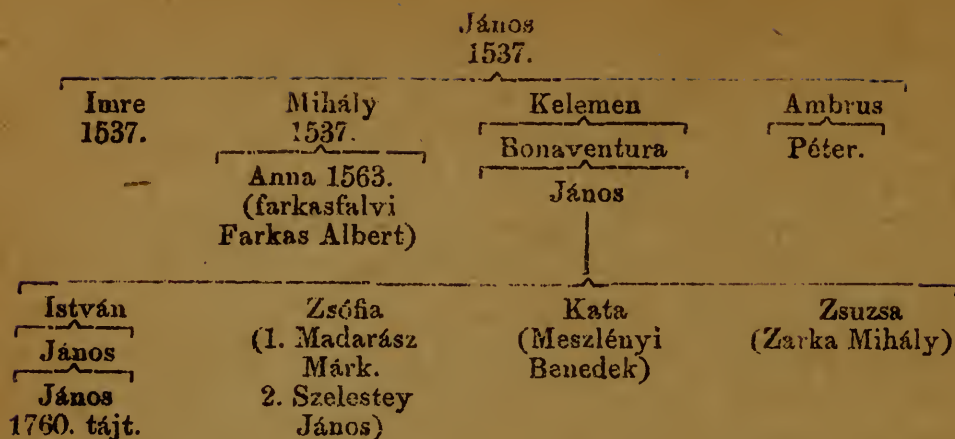 János
1537.
Imre Mihály Kelemen Ambrus
1537. 1537. Bonaventura Péter.
Anna 1563. János
(farkasfalvi
Farkas Albert)
István Zsófia Kata Zsuzsa
János (1. Madarász (Meszlényi (Zarka Mihály)
János Márk. Benedek)
1760. tájt. 2. Szelestey
János)